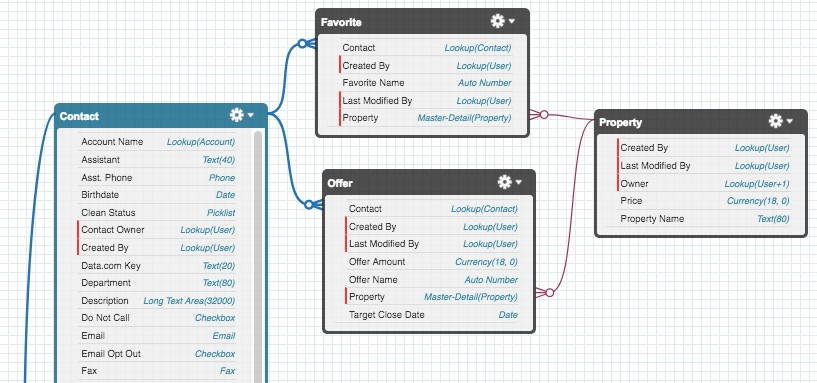 Favorite
Contact Lookup(Contact)
Created By Lookup(User)
Favorite Name Auto Number
Last Modified By Lookup(User)
Property Master-Detail(Property)
Contact
Account Name Lookup(Account)
Assistant Text(40)
Asst. Phone Phone
Birthdate Date
Clean Status Picklist
Contact Owner Lookup(User)
Created By Lookup(User)
Data.com Key Text(20)
Department Text(80)
Description Long Text Area(32000)
Do Not Call Checkbox
Email Email
Email Opt Out Checkbox
Fax Fax
Offer
Contact Lookup(Contact)
Created By Lookup(User)
Last Modified By Lookup(User)
Offer Amount Currency(18, 0)
Offer Name Auto Number
Property Master-Detail(Property)
Target Close Date Date
Property
Created By Lookup(User)
Last Modified By Lookup(User)
Owner Lookup(User+1)
Price Currency(18, 0)
Property Name Text(80)